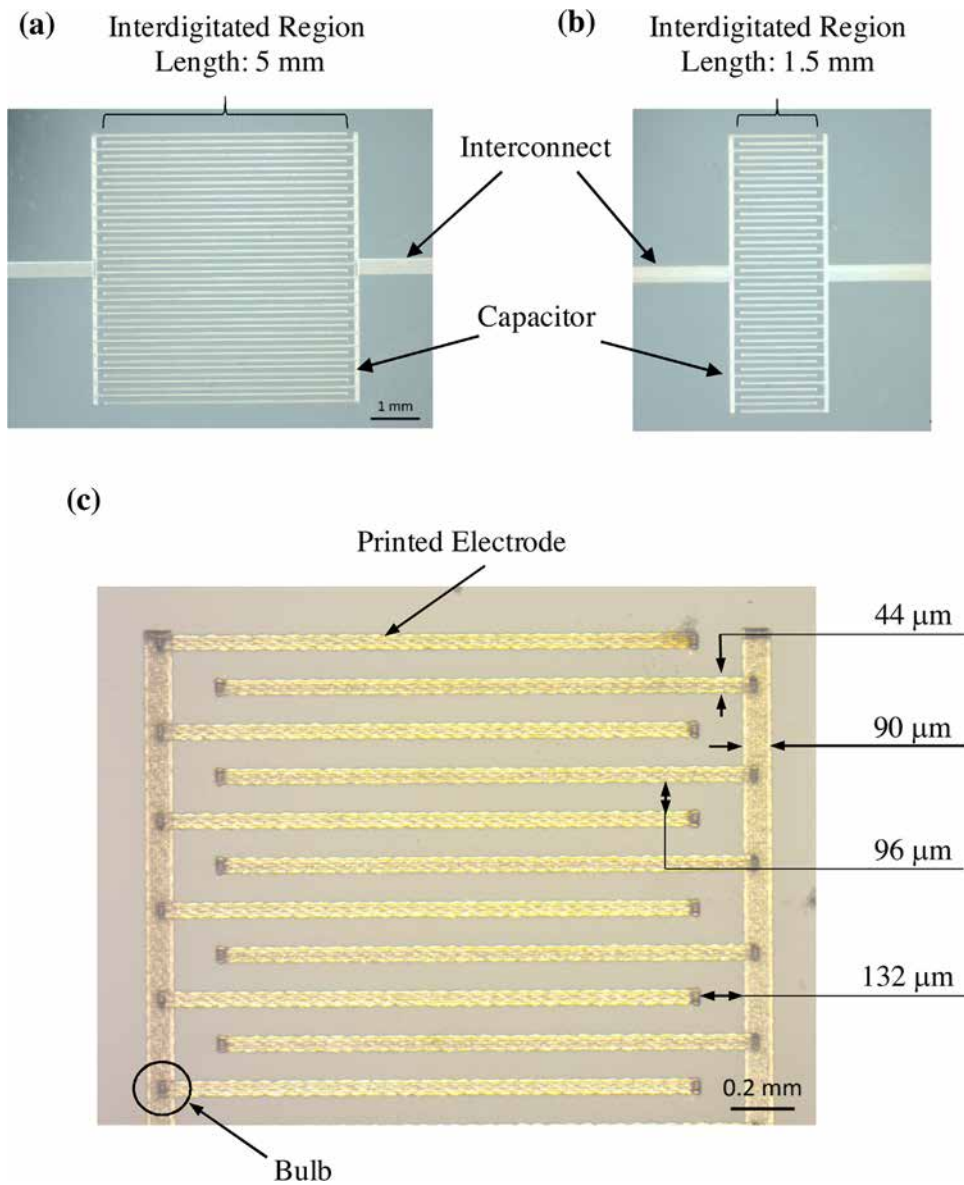 (a)
Interdigitated Region
Length: 5 mm
(b)
Interdigitated Region
Length: 1.5 mm
Interconnect
Capacitor
1 mm
(c)
Printed Electrode
44 μm
90 μm
96 μm
132 μm
0.2 mm
Bulb